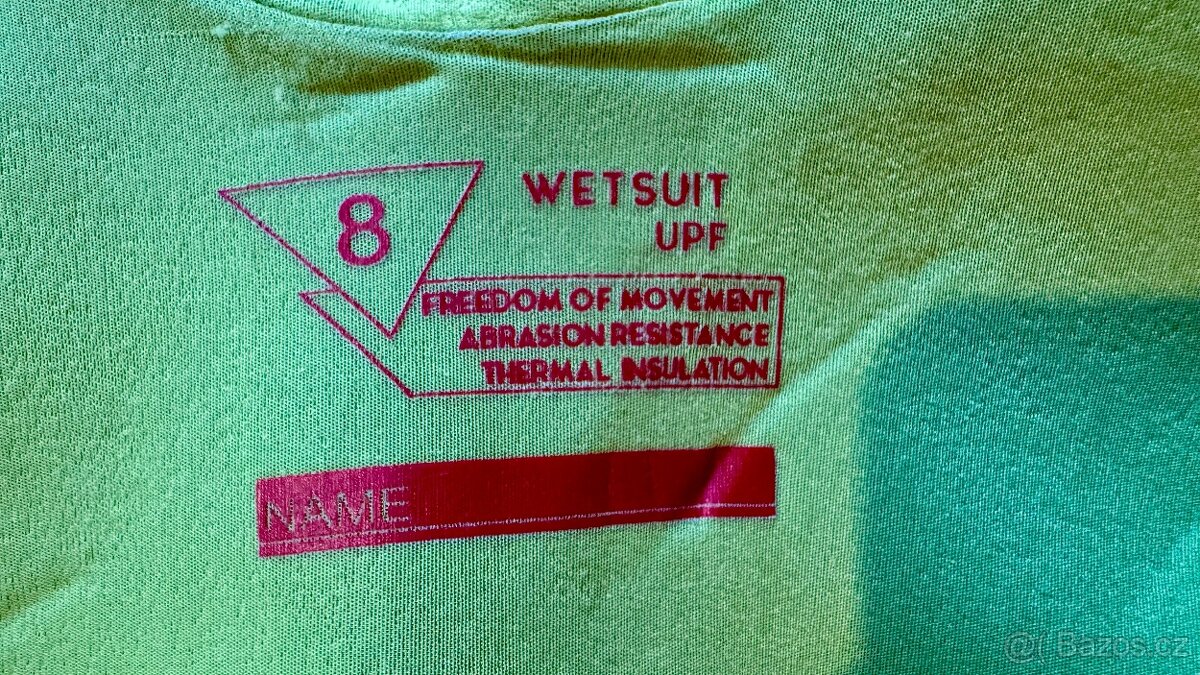 8
WETSUIT
UPF
FREEDOM OF MOVEMENT
ABRASION RESISTANCE
THERMAL INSULATION
NAME
@( Bazos.cz